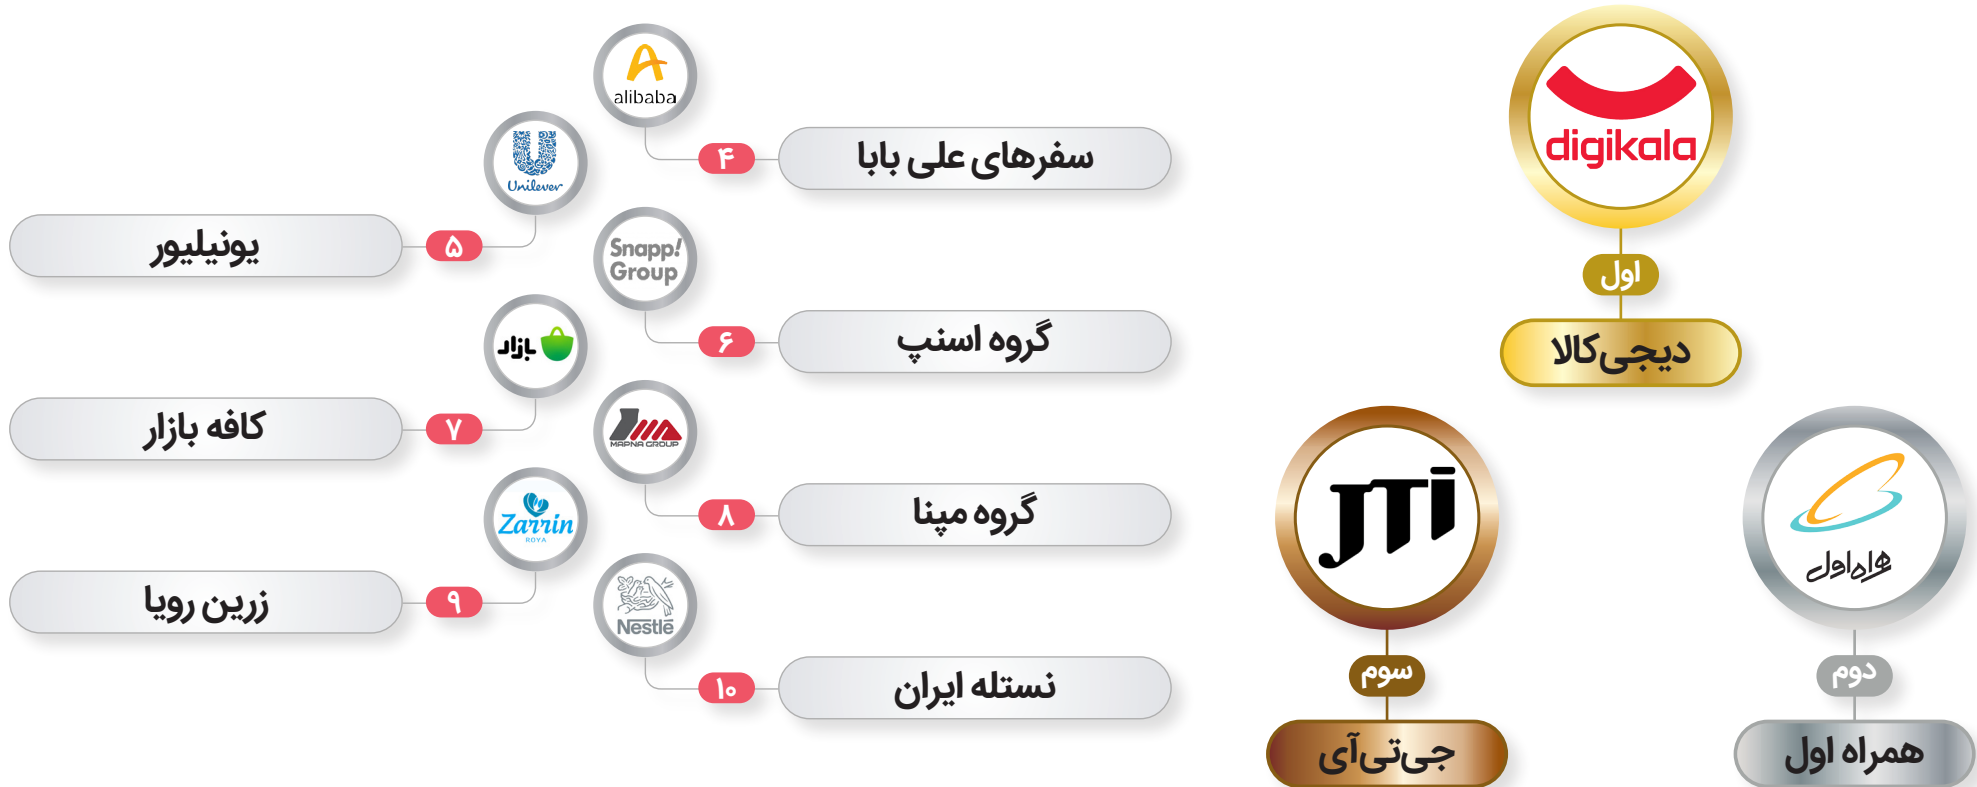 digikala
اول
دیجی‌کالا
همراه اول
دوم
همراه اول
JTi
سوم
جی‌تی‌آی
alibaba
۴
سفرهای علی بابا
Unilever
۵
یونیلیور
Snapp!
Group
۶
گروه اسنپ
بازار
۷
کافه بازار
MAPNA GROUP
۸
گروه مپنا
Zarrin
ROYA
۹
زرین رویا
Nestlé
۱۰
نستله ایران